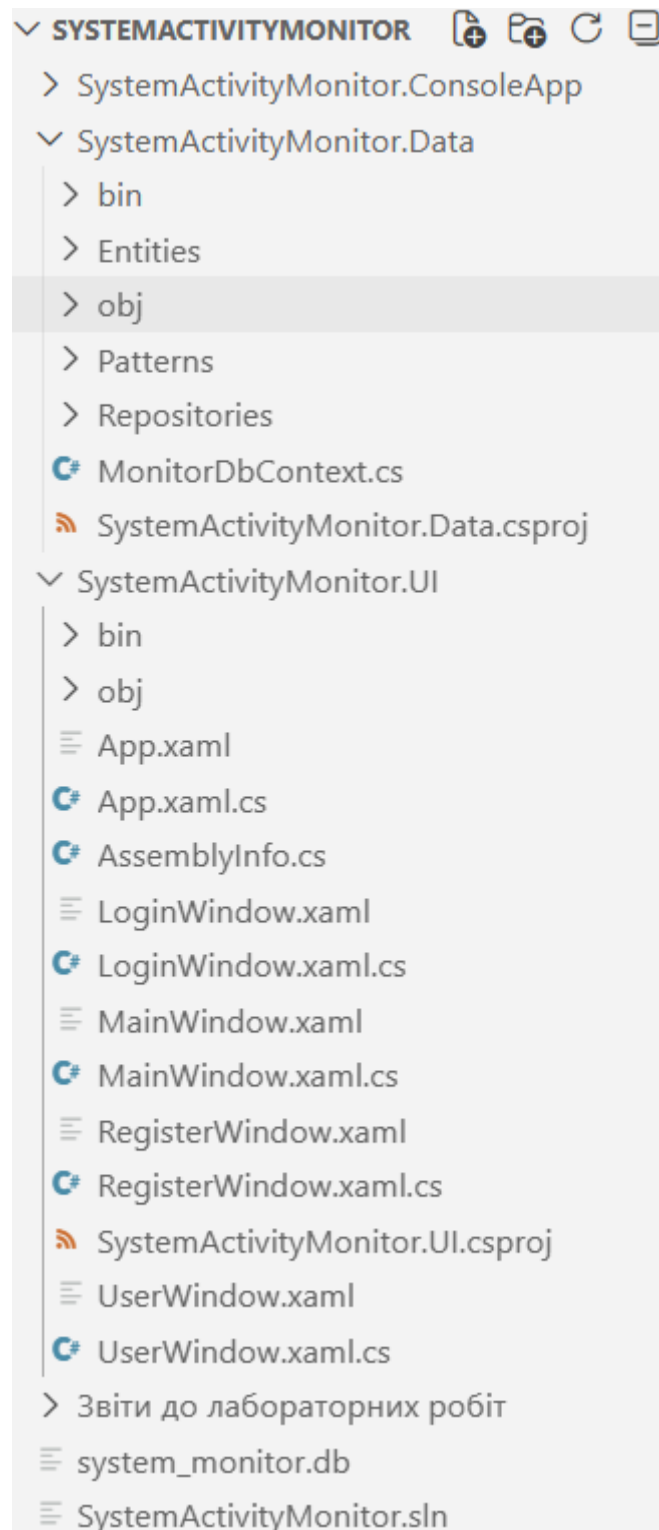 SYSTEMACTIVITYMONITOR
SystemActivityMonitor.ConsoleApp
SystemActivityMonitor.Data
bin
Entities
obj
Patterns
Repositories
C# MonitorDbContext.cs
SystemActivityMonitor.Data.csproj
SystemActivityMonitor.UI
bin
obj
App.xaml
C# App.xaml.cs
C# AssemblyInfo.cs
LoginWindow.xaml
C# LoginWindow.xaml.cs
MainWindow.xaml
C# MainWindow.xaml.cs
RegisterWindow.xaml
C# RegisterWindow.xaml.cs
SystemActivityMonitor.UI.csproj
UserWindow.xaml
C# UserWindow.xaml.cs
Звіти до лабораторних робіт
system_monitor.db
SystemActivityMonitor.sln